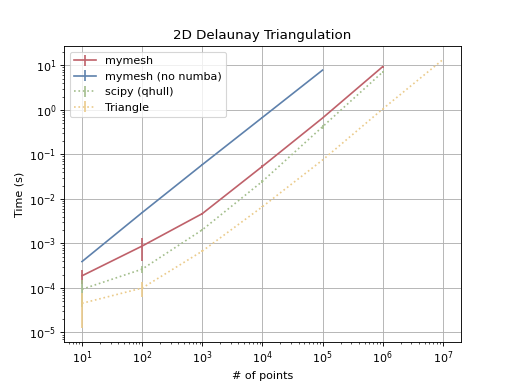 2D Delaunay Triangulation
mymesh
mymesh (no numba)
scipy (qhull)
Triangle
Time (s)
10¹
10⁰
10⁻¹
10⁻²
10⁻³
10⁻⁴
10⁻⁵
10¹ 10² 10³ 10⁴ 10⁵ 10⁶ 10⁷
# of points